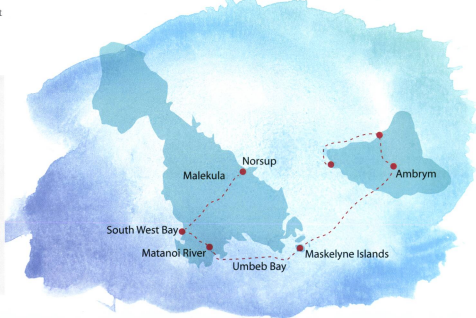 Norsup
Malekula
Ambrym
South West Bay
Matanoi River
Maskelyne Islands
Umbeb Bay